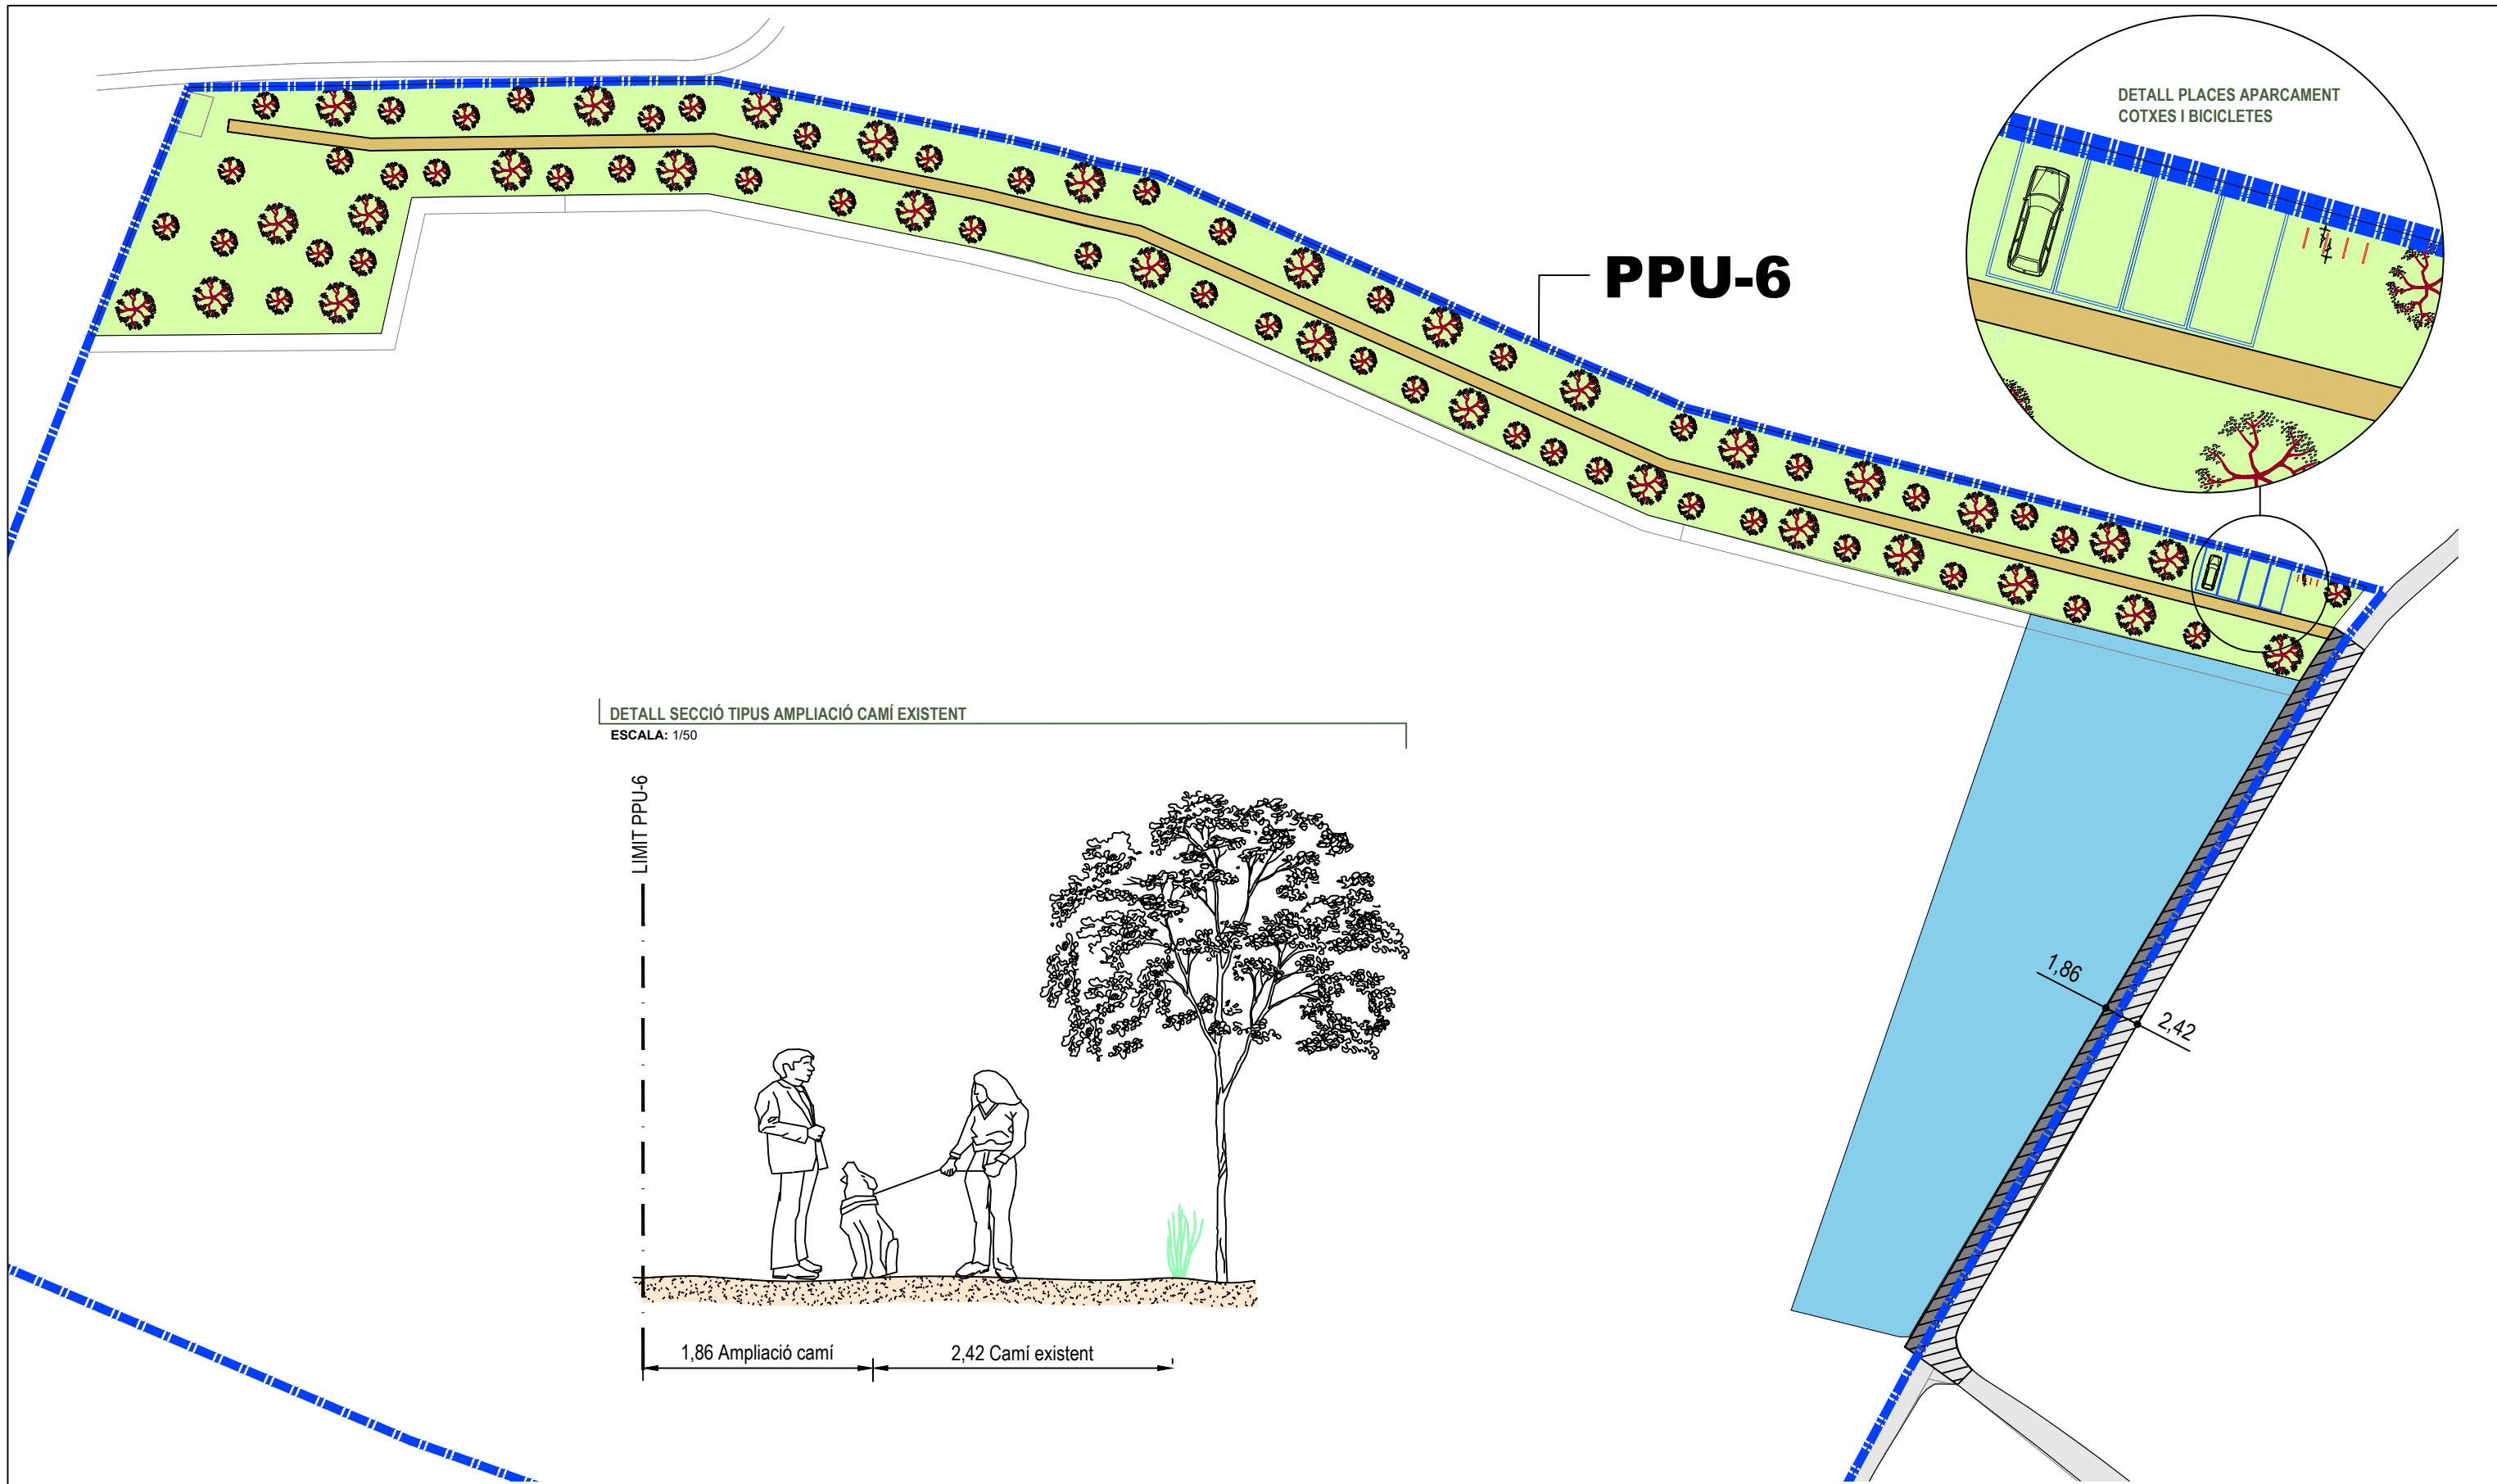 DETALL PLACES APARCAMENT
COTXES I BICICLETES
PPU-6
DETALL SECCIÓ TIPUS AMPLIACIÓ CAMÍ EXISTENT
ESCALA: 1/50
LIMIT PPU-6
1,86
2,42
1,86 Ampliació camí
2,42 Camí existent